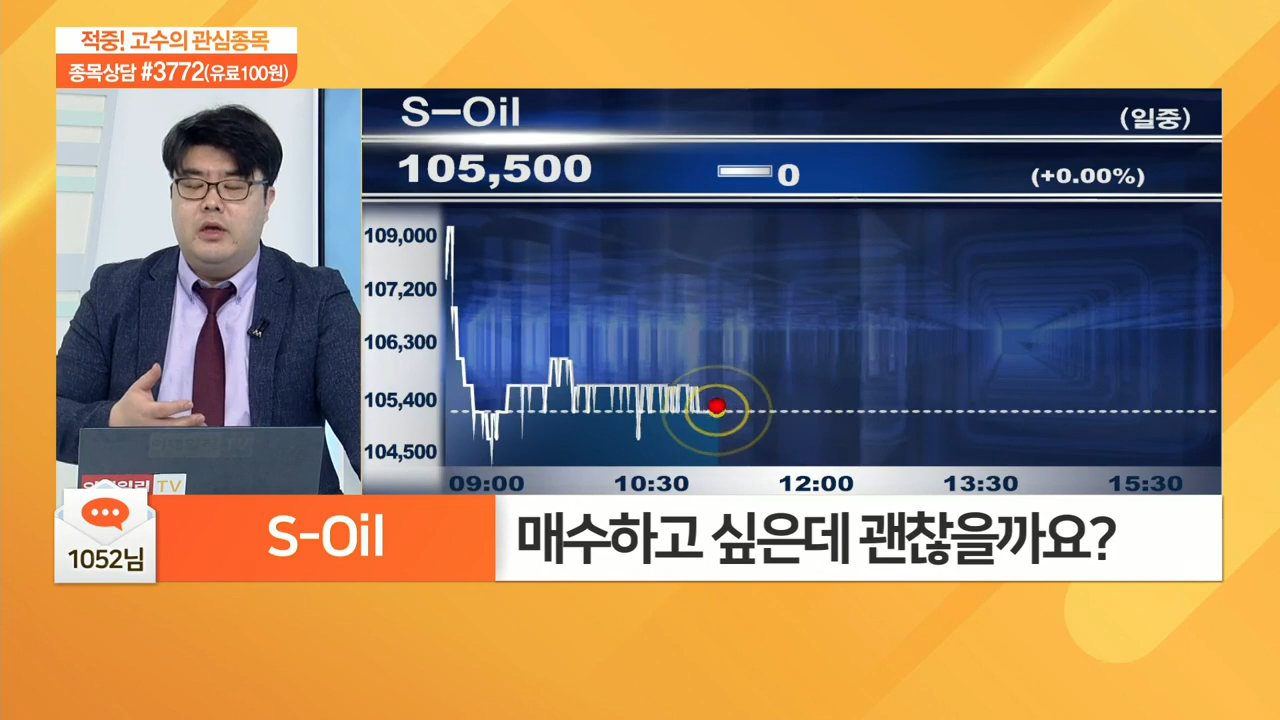 적중! 고수의 관심종목
종목상담 #3772(유료100원)
S-Oil
(일중)
105,500
0
(+0.00%)
109,000
107,200
106,300
105,400
104,500
09:00
10:30
12:00
13:30
15:30
TV
1052님
S-Oil
매수하고 싶은데 괜찮을까요?